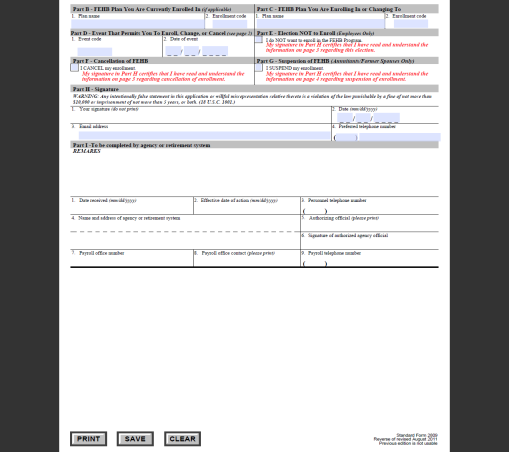 Part B - FEHB Plan You Are Currently Enrolled In (if applicable)
Part C - FEHB Plan You Are Enrolling In or Changing To
1. Plan name
2. Enrollment code
1. Plan name
2. Enrollment code
Part D - Event That Permits You To Enroll, Change, or Cancel (see page 2)
Part E - Election NOT to Enroll (Employees Only)
1. Event code
2. Date of event
I do NOT want to enroll in the FEHB Program
My signature in Part H certifies that I have read and understand the
information on page 3 regarding this election.
Part F - Cancellation of FEHB
Part G - Suspension of FEHB (Annuitants/Former Spouses Only)
I CANCEL my enrollment
My signature in Part H certifies that I have read and understand the
information on page 3 regarding cancellation of enrollment.
I SUSPEND my enrollment
My signature in Part H certifies that I have read and understand the
information on page 4 regarding suspension of enrollment.
Part H - Signature
WARNING: Any intentionally false statement in this application or willful misrepresentation relative thereto is a violation of the law punishable by a fine of not more than
$10,000 or imprisonment of not more than 5 years, or both. (18 U.S.C. 1001.)
1. Your signature (do not print)
2. Date (mm/dd/yyyy)
3. Email address
4. Preferred telephone number
Part I - To be completed by agency or retirement system
REMARKS
1. Date received (mm/dd/yyyy)
2. Effective date of action (mm/dd/yyyy)
3. Personnel telephone number
( )
4. Name and address of agency or retirement system
5. Authorizing official (please print)
6. Signature of authorized agency official
7. Payroll office number
8. Payroll office contact (please print)
9. Payroll telephone number
( )
PRINT
SAVE
CLEAR
Standard Form 2809
Reverse of revised August 2011
Previous edition is not usable